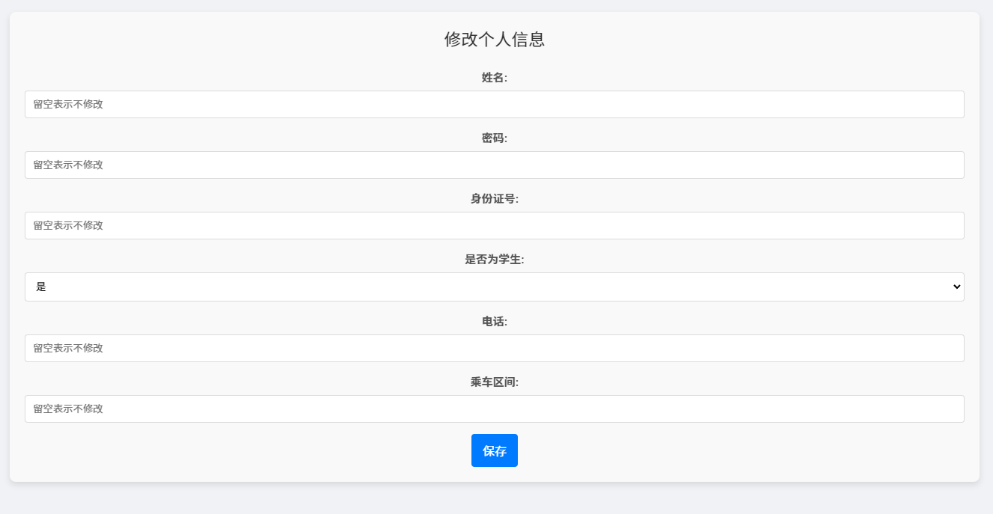 修改个人信息
姓名:
留空表示不修改
密码:
留空表示不修改
身份证号:
留空表示不修改
是否为学生:
是
电话:
留空表示不修改
乘车区间:
留空表示不修改
保存